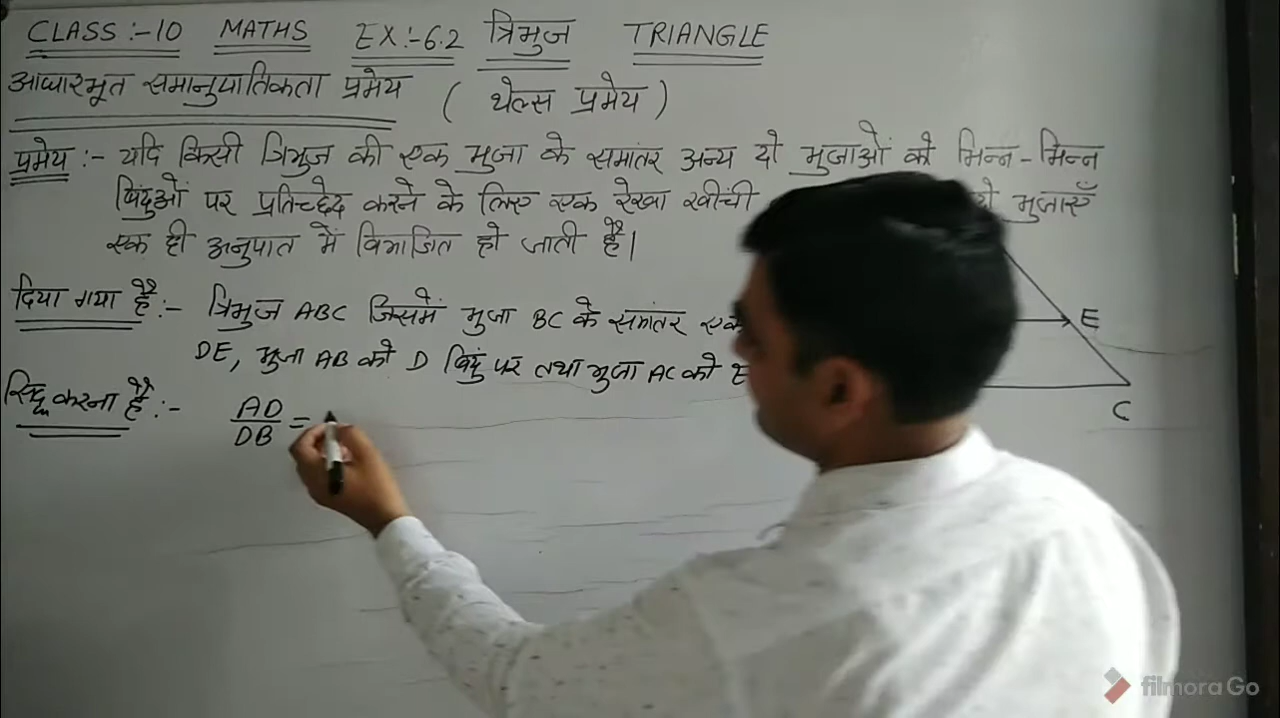 CLASS:-10 MATHS EX:-6.2 त्रिभुज TRIANGLE
आधारभूत समानुपातिकता प्रमेय ( थेल्स प्रमेय )
प्रमेय :- यदि किसी त्रिभुज की एक भुजा के समांतर अन्य दो भुजाओं को भिन्न-भिन्न
बिंदुओं पर प्रतिच्छेद करने के लिए एक रेखा खींची भुजाएँ
एक ही अनुपात में विभाजित हो जाती है।
दिया गया है:- त्रिभुज ABC जिसमें भुजा BC के समांतर एक
DE, भुजा AB को D बिंदु पर तथा भुजा AC को E
सिद्ध करना है:- AD
DB =
E
C
filmora Go